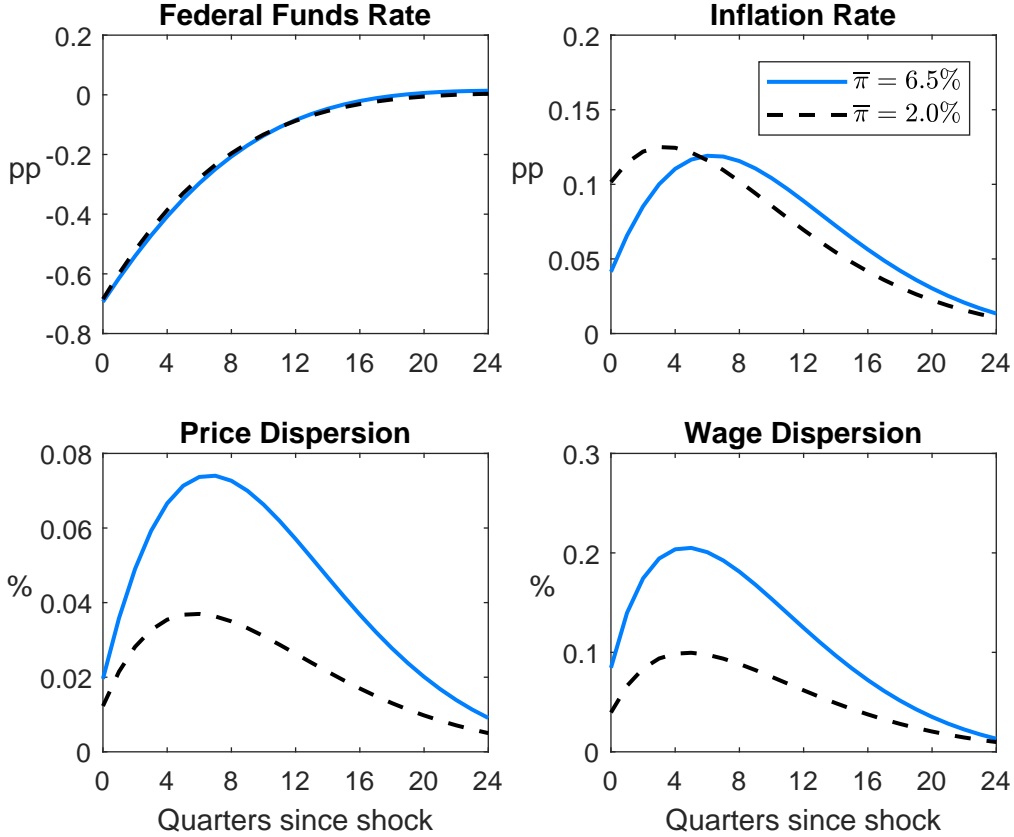 Federal Funds Rate
0.2
0
-0.2
-0.4
-0.6
-0.8
pp
0 4 8 12 16 20 24
Inflation Rate
0.2
0.15
0.1
0.05
0
pp
π̅ = 6.5%
π̅ = 2.0%
0 4 8 12 16 20 24
Price Dispersion
0.08
0.06
0.04
0.02
0
%
0 4 8 12 16 20 24
Quarters since shock
Wage Dispersion
0.3
0.2
0.1
0
%
0 4 8 12 16 20 24
Quarters since shock